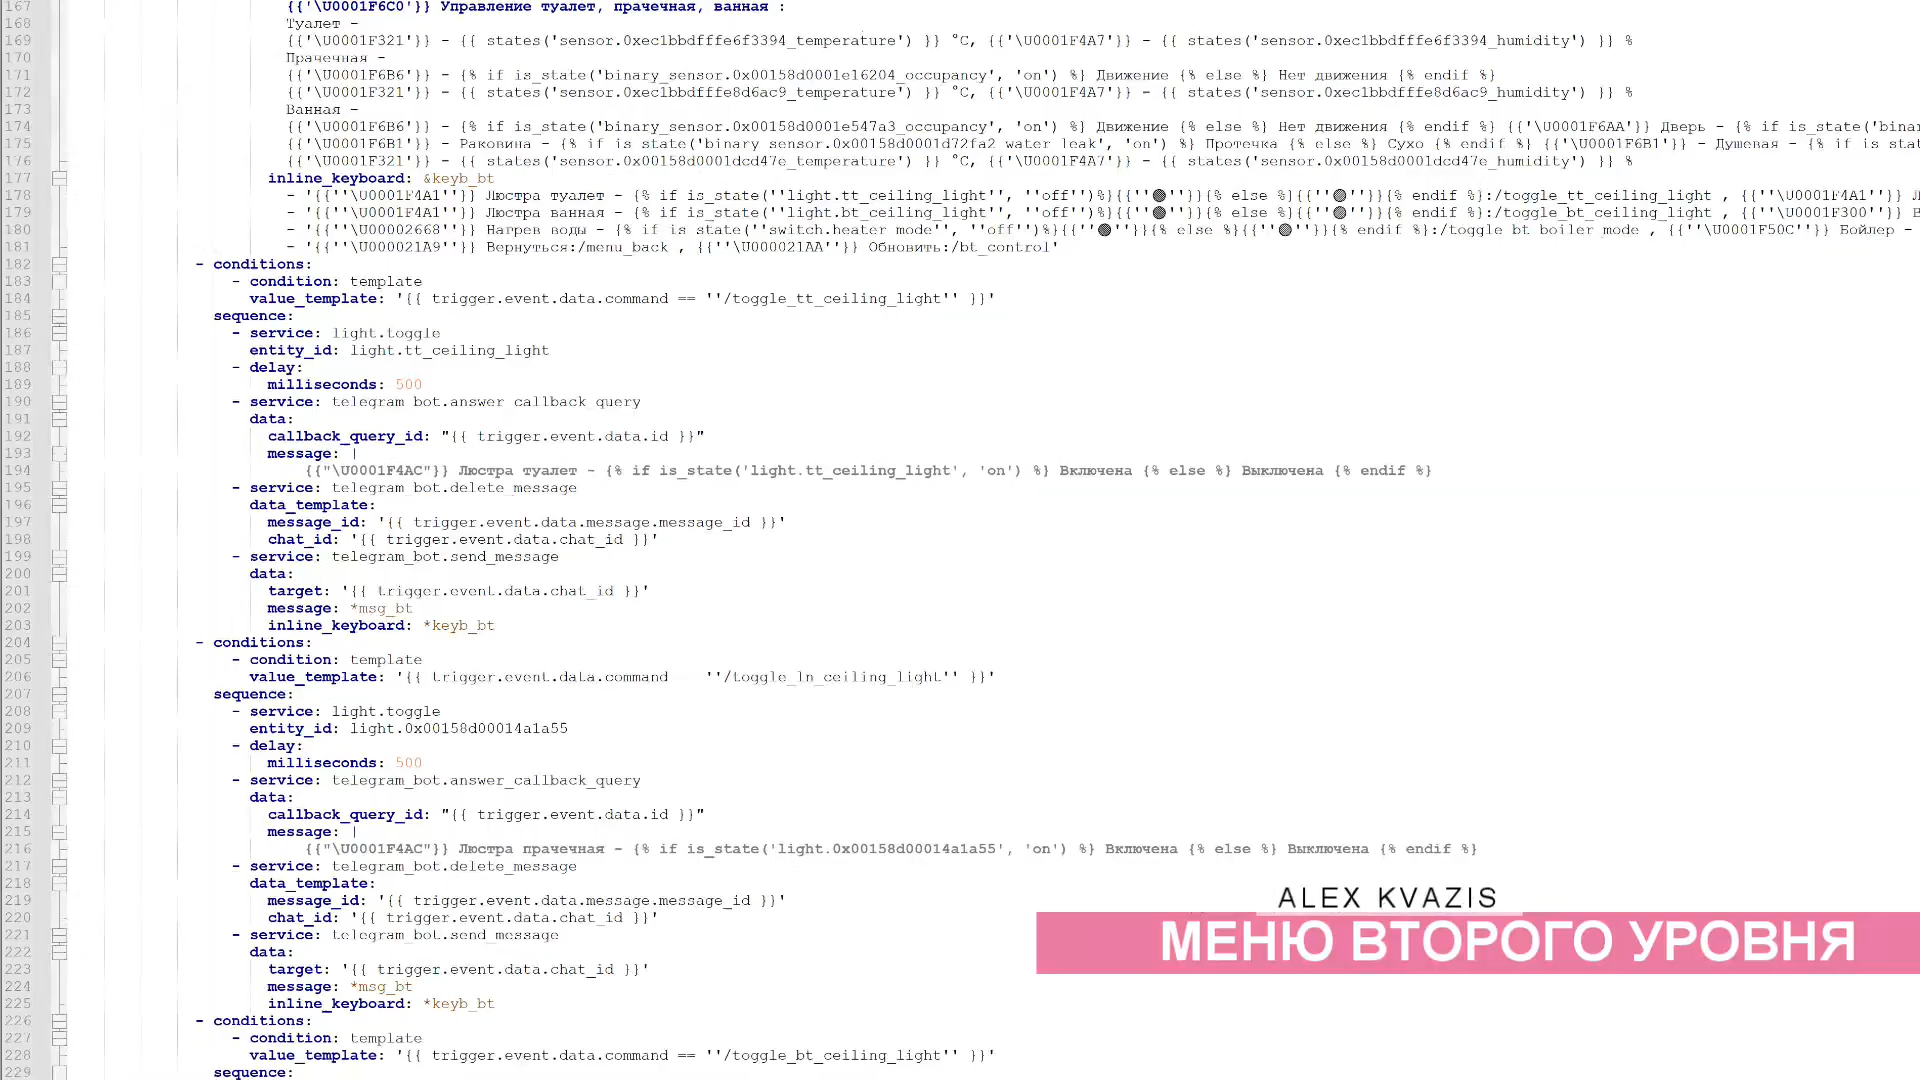 167 {{'\U0001F6C0'}} Управление туалет, прачечная, ванная :
168 Туалет -
169 {{'\U0001F321'}} - {{ states('sensor.0xec1bbdfffe6f3394_temperature') }} °C, {{'\U0001F4A7'}} - {{ states('sensor.0xec1bbdfffe6f3394_humidity') }} %
170 Прачечная -
171 {{'\U0001F6B6'}} - {% if is_state('binary_sensor.0x00158d0001e16204_occupancy', 'on') %} Движение {% else %} Нет движения {% endif %}
172 {{'\U0001F321'}} - {{ states('sensor.0xec1bbdfffe8d6ac9_temperature') }} °C, {{'\U0001F4A7'}} - {{ states('sensor.0xec1bbdfffe8d6ac9_humidity') }} %
173 Ванная -
174 {{'\U0001F6B6'}} - {% if is_state('binary_sensor.0x00158d0001e547a3_occupancy', 'on') %} Движение {% else %} Нет движения {% endif %} {{'\U0001F6AA'}} Дверь - {% if is_state('bina
175 {{'\U0001F6B1'}} - Раковина - {% if is_state('binary_sensor.0x00158d0001d72fa2_water_leak', 'on') %} Протечка {% else %} Сухо {% endif %} {{'\U0001F6B1'}} - Душевая - {% if is_sta
176 {{'\U0001F321'}} - {{ states('sensor.0x00158d0001dcd47e_temperature') }} °C, {{'\U0001F4A7'}} - {{ states('sensor.0x00158d0001dcd47e_humidity') }} %
177 inline_keyboard: &keyb_bt
178 - '{{''\U0001F4A1''}} Люстра туалет - {% if is_state(''light.tt_ceiling_light'', ''off'')%}{{''🌑''}}{% else %}{{''🌕''}}{% endif %}:/toggle_tt_ceiling_light , {{''\U0001F4A1''}} Л
179 - '{{''\U0001F4A1''}} Люстра ванная - {% if is_state(''light.bt_ceiling_light'', ''off'')%}{{''🌑''}}{% else %}{{''🌕''}}{% endif %}:/toggle_bt_ceiling_light , {{''\U0001F300''}} В
180 - '{{''\U00002668''}} Нагрев воды - {% if is_state(''switch.heater_mode'', ''off'')%}{{''🌑''}}{% else %}{{''🌕''}}{% endif %}:/toggle_bt_boiler_mode , {{''\U0001F50C''}} Бойлер -
181 - '{{''\U000021A9''}} Вернуться:/menu_back , {{''\U000021AA''}} Обновить:/bt_control'
182 - conditions:
183 - condition: template
184 value_template: '{{ trigger.event.data.command == ''/toggle_tt_ceiling_light'' }}'
185 sequence:
186 - service: light.toggle
187 entity_id: light.tt_ceiling_light
188 - delay:
189 milliseconds: 500
190 - service: telegram_bot.answer_callback_query
191 data:
192 callback_query_id: "{{ trigger.event.data.id }}"
193 message: |
194 {{"\U0001F4AC"}} Люстра туалет - {% if is_state('light.tt_ceiling_light', 'on') %} Включена {% else %} Выключена {% endif %}
195 - service: telegram_bot.delete_message
196 data_template:
197 message_id: '{{ trigger.event.data.message.message_id }}'
198 chat_id: '{{ trigger.event.data.chat_id }}'
199 - service: telegram_bot.send_message
200 data:
201 target: '{{ trigger.event.data.chat_id }}'
202 message: *msg_bt
203 inline_keyboard: *keyb_bt
204 - conditions:
205 - condition: template
206 value_template: '{{ trigger.event.data.command == ''/toggle_ln_ceiling_light'' }}'
207 sequence:
208 - service: light.toggle
209 entity_id: light.0x00158d00014a1a55
210 - delay:
211 milliseconds: 500
212 - service: telegram_bot.answer_callback_query
213 data:
214 callback_query_id: "{{ trigger.event.data.id }}"
215 message: |
216 {{"\U0001F4AC"}} Люстра прачечная - {% if is_state('light.0x00158d00014a1a55', 'on') %} Включена {% else %} Выключена {% endif %}
217 - service: telegram_bot.delete_message
218 data_template:
219 message_id: '{{ trigger.event.data.message.message_id }}'
220 chat_id: '{{ trigger.event.data.chat_id }}'
221 - service: telegram_bot.send_message
222 data:
223 target: '{{ trigger.event.data.chat_id }}'
224 message: *msg_bt
225 inline_keyboard: *keyb_bt
226 - conditions:
227 - condition: template
228 value_template: '{{ trigger.event.data.command == ''/toggle_bt_ceiling_light'' }}'
229 sequence:
ALEX KVAZIS
МЕНЮ ВТОРОГО УРОВНЯ